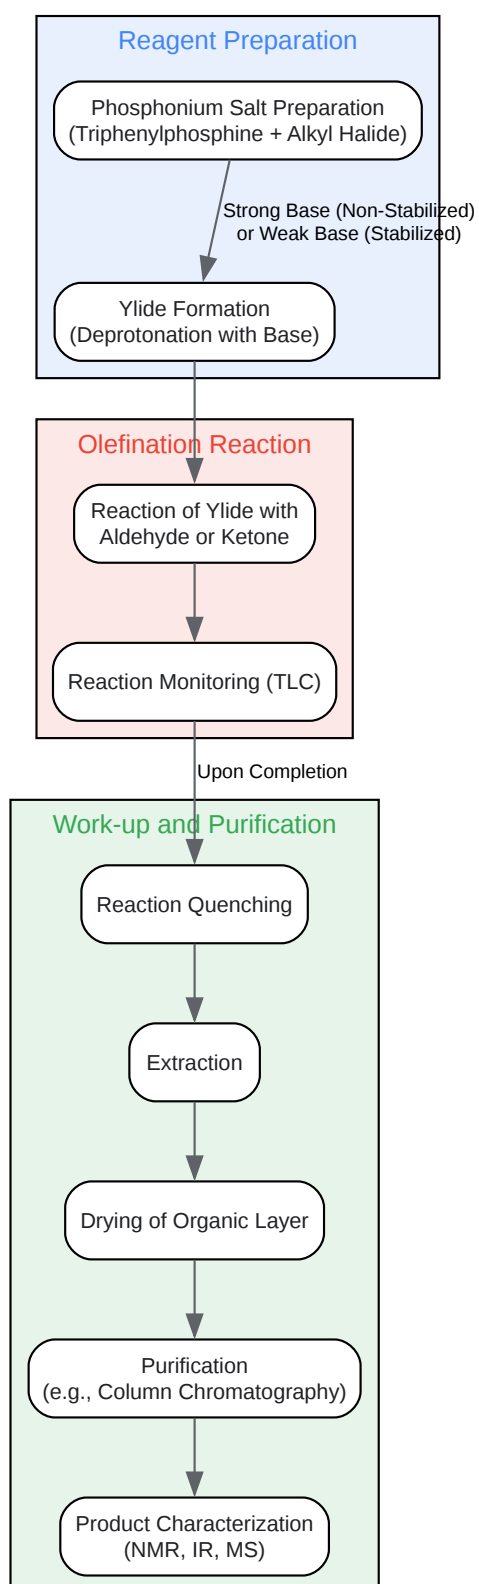 Reagent Preparation
Phosphonium Salt Preparation
(Triphenylphosphine + Alkyl Halide)
Strong Base (Non-Stabilized)
or Weak Base (Stabilized)
Ylide Formation
(Deprotonation with Base)
Olefination Reaction
Reaction of Ylide with
Aldehyde or Ketone
Reaction Monitoring (TLC)
Upon Completion
Work-up and Purification
Reaction Quenching
Extraction
Drying of Organic Layer
Purification
(e.g., Column Chromatography)
Product Characterization
(NMR, IR, MS)